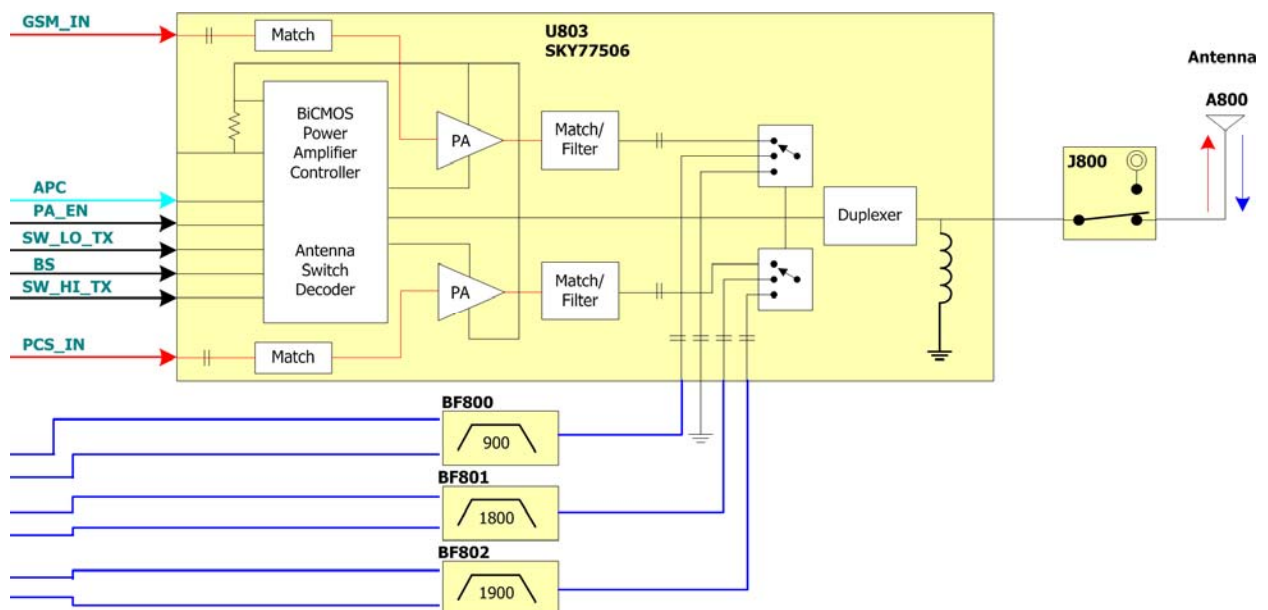 GSM_IN
Match
U803
SKY77506
Antenna
A800
BiCMOS
Power
Amplifier
Controller
PA
Match/
Filter
J800
APC
PA_EN
SW_LO_TX
BS
SW_HI_TX
Duplexer
Antenna
Switch
Decoder
PA
Match/
Filter
PCS_IN
Match
BF800
900
BF801
1800
BF802
1900